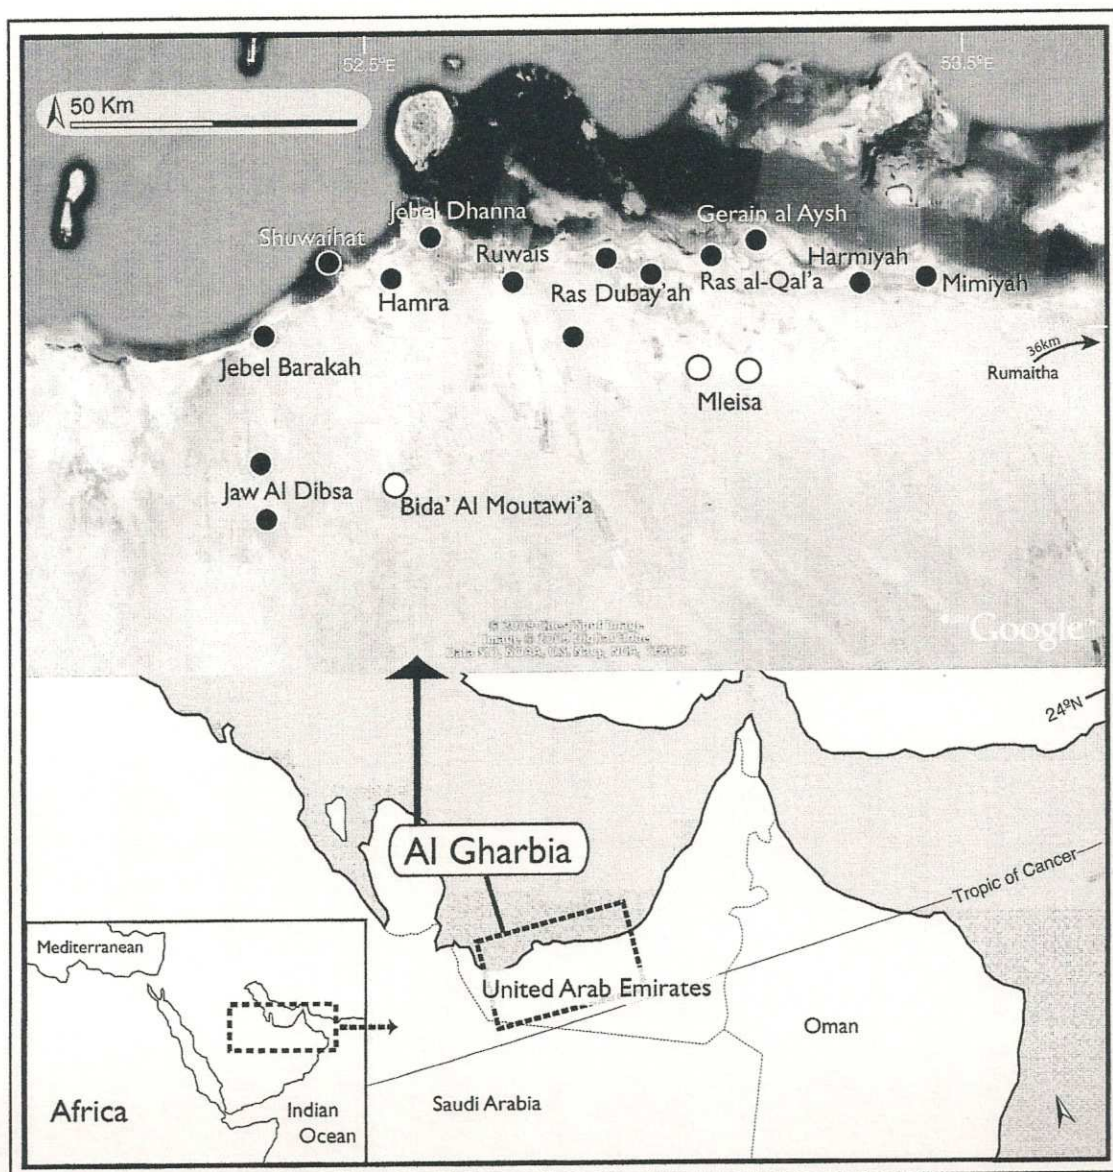 52.5°E
53.5°E
50 Km
Jebel Dhanna
Gerain al Aysh
Shuwaihat
Ruwais
Harmiyah
Hamra
Ras Dubay'ah
Ras al-Qal'a
Mimiyah
36km
Rumaitha
Jebel Barakah
Mleisa
Jaw Al Dibsa
Bida' Al Moutawi'a
Google
24°N
Al Gharbia
Tropic of Cancer
Mediterranean
United Arab Emirates
Oman
Africa
Indian
Ocean
Saudi Arabia